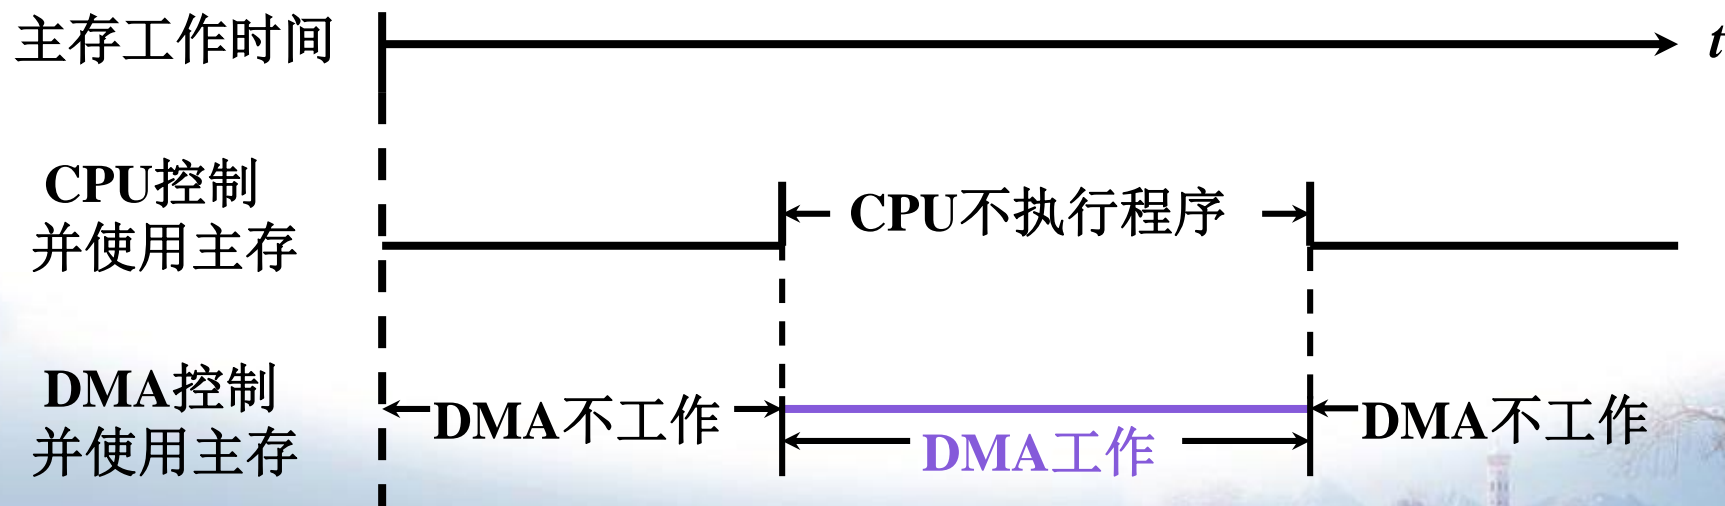 主存工作时间
t
CPU控制
并使用主存
CPU不执行程序
DMA控制
并使用主存
DMA不工作
DMA工作
DMA不工作